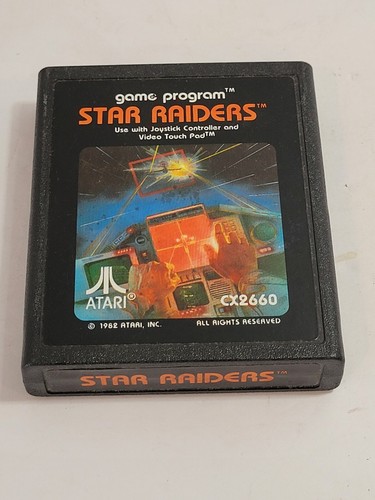 game program™
STAR RAIDERS™
Use with Joystick Controller and
Video Touch Pad™
ATARI®
CX2660
© 1982 ATARI, INC.
ALL RIGHTS RESERVED
STAR RAIDERS™